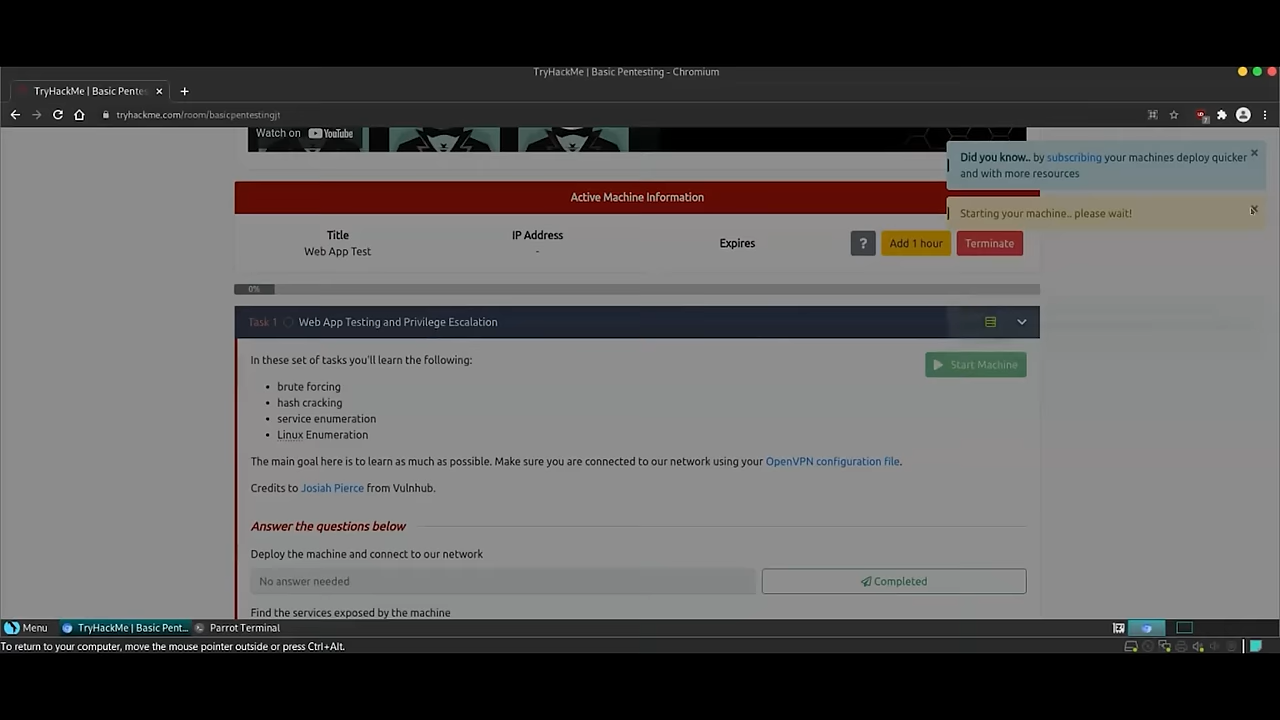 TryHackMe | Basic Pentesting - Chromium
TryHackMe | Basic Pentes
tryhackme.com/room/basicpentestingjt
Watch on YouTube
Did you know.. by subscribing your machines deploy quicker
and with more resources
Active Machine Information
Starting your machine.. please wait!
Title
IP Address
Expires
Web App Test
-
?
Add 1 hour
Terminate
0%
Task 1
Web App Testing and Privilege Escalation
In these set of tasks you'll learn the following:
Start Machine
• brute forcing
• hash cracking
• service enumeration
• Linux Enumeration
The main goal here is to learn as much as possible. Make sure you are connected to our network using your OpenVPN configuration file.
Credits to Josiah Pierce from Vulnhub.
Answer the questions below
Deploy the machine and connect to our network
No answer needed
Completed
Find the services exposed by the machine
Menu
TryHackMe | Basic Pent...
Parrot Terminal
To return to your computer, move the mouse pointer outside or press Ctrl+Alt.